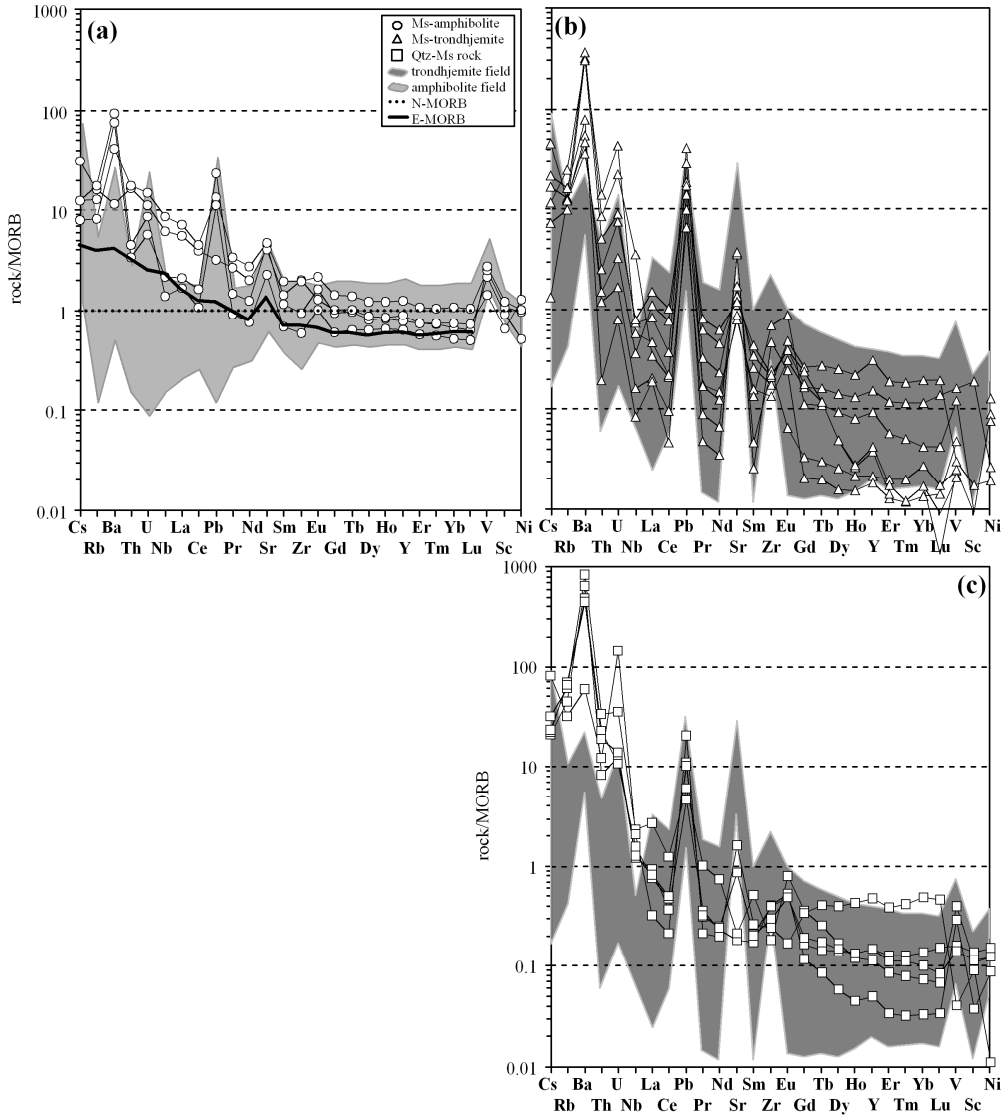 1000
100
10
1
0.1
0.01
rock/MORB
(a)
Ms-amphibolite
Ms-trondhjemite
Qtz-Ms rock
trondhjemite field
amphibolite field
N-MORB
E-MORB
Cs Ba U La Pb Nd Sm Eu Tb Ho Er Yb V Ni
Rb Th Nb Ce Pr Sr Zr Gd Dy Y Tm Lu Sc
(b)
Cs Ba U La Pb Nd Sm Eu Tb Ho Er Yb V Ni
Rb Th Nb Ce Pr Sr Zr Gd Dy Y Tm Lu Sc
1000
100
10
1
0.1
0.01
rock/MORB
(c)
Cs Ba U La Pb Nd Sm Eu Tb Ho Er Yb V Ni
Rb Th Nb Ce Pr Sr Zr Gd Dy Y Tm Lu Sc